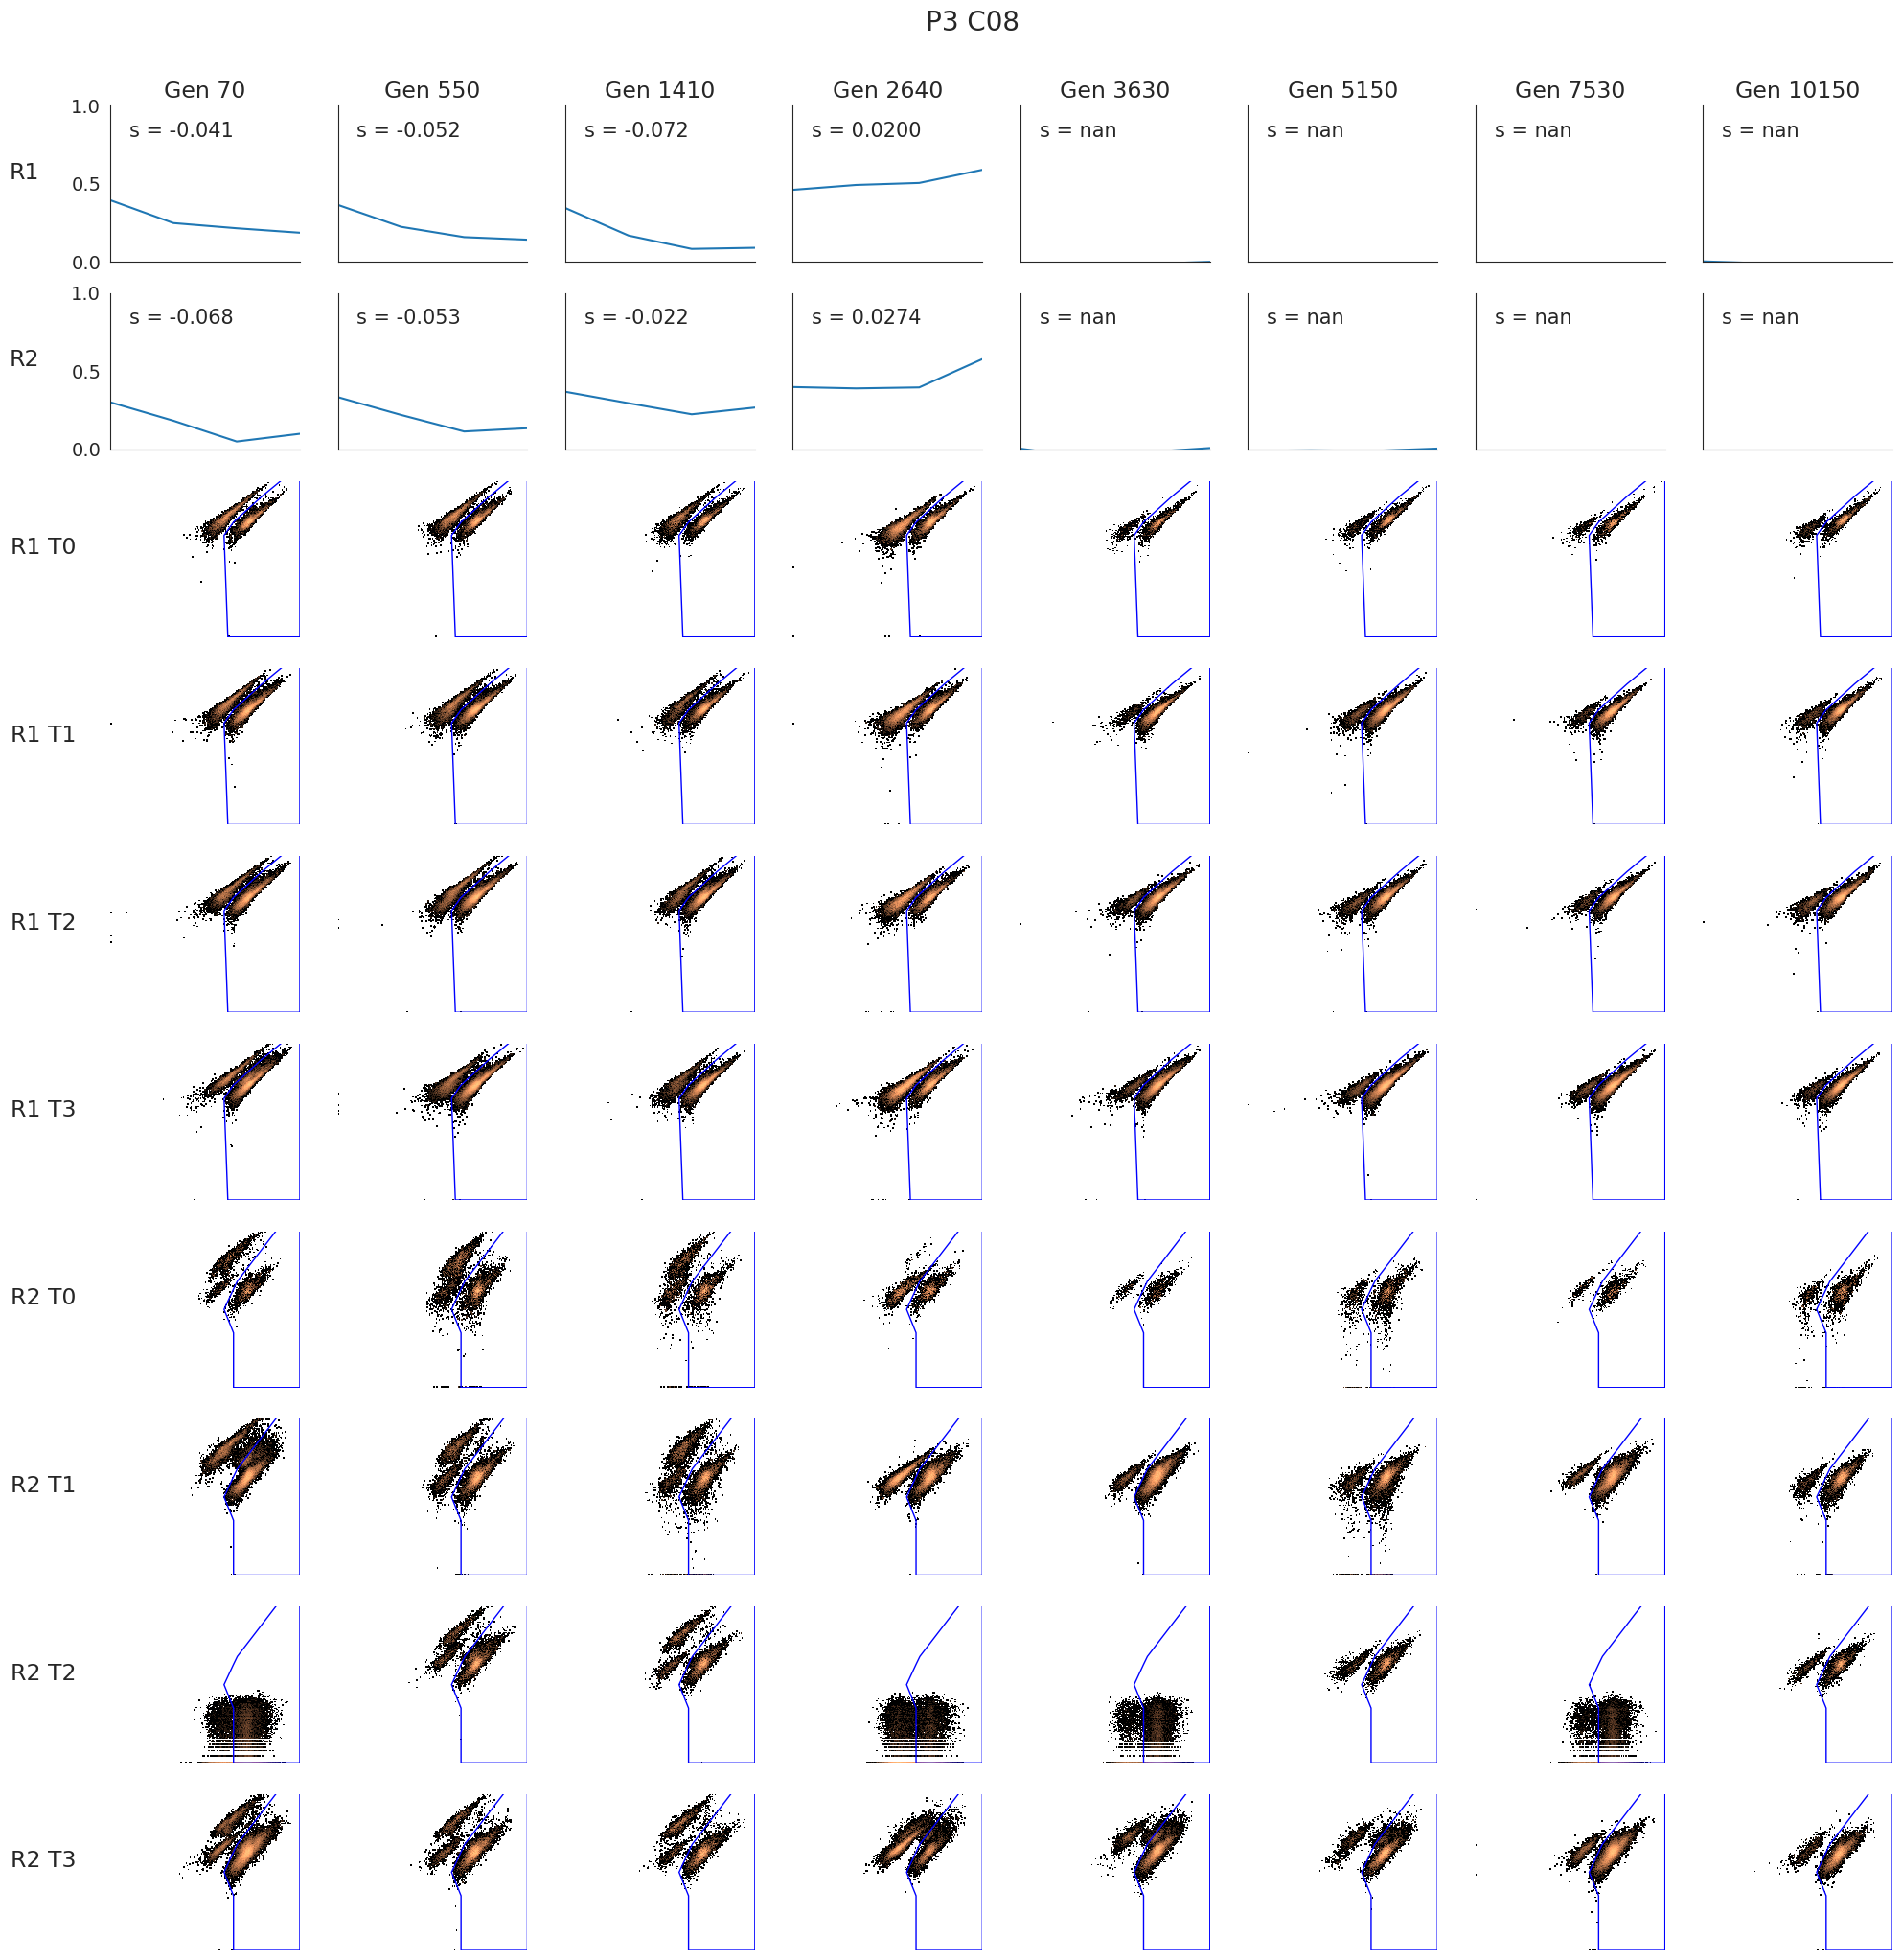 P3 C08
Gen 70 Gen 550 Gen 1410 Gen 2640 Gen 3630 Gen 5150 Gen 7530 Gen 10150
1.0
s = -0.041 s = -0.052 s = -0.072 s = 0.0200 s = nan s = nan s = nan s = nan
R1
0.5
0.0
1.0
s = -0.068 s = -0.053 s = -0.022 s = 0.0274 s = nan s = nan s = nan s = nan
R2
0.5
0.0
R1 T0
R1 T1
R1 T2
R1 T3
R2 T0
R2 T1
R2 T2
R2 T3